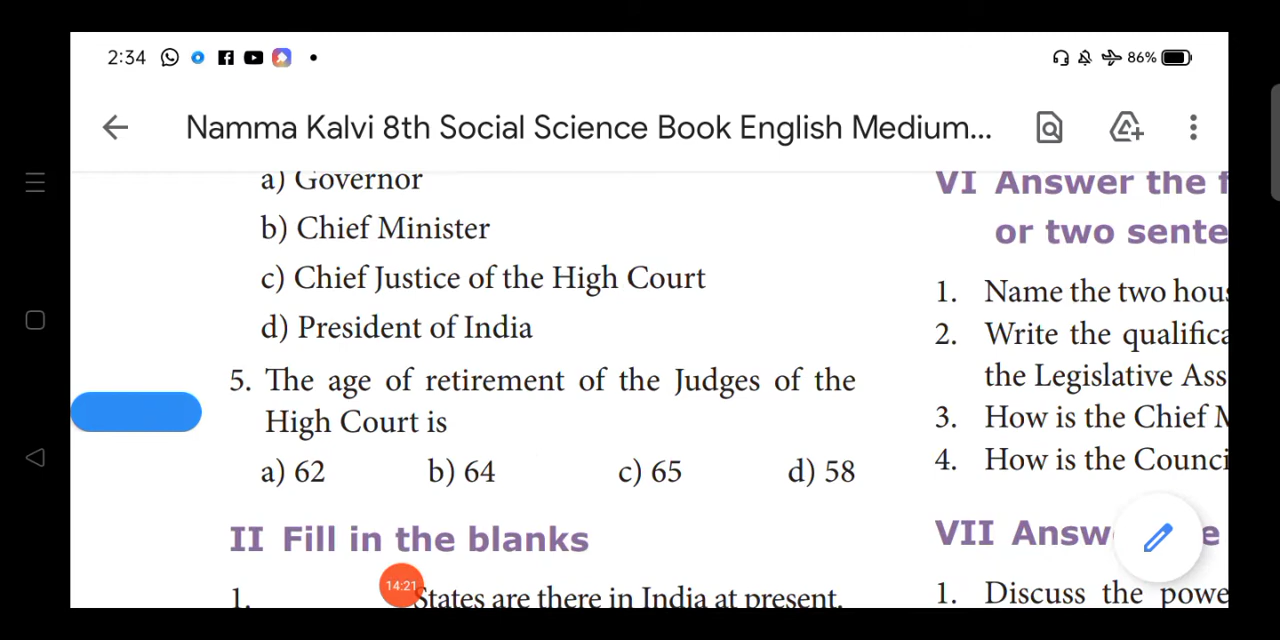 2:34
86%
Namma Kalvi 8th Social Science Book English Medium...
a) Governor
b) Chief Minister
c) Chief Justice of the High Court
d) President of India
5. The age of retirement of the Judges of the
High Court is
a) 62 b) 64 c) 65 d) 58
II Fill in the blanks
14:21
1. States are there in India at present.
VI Answer the f
or two sente
1. Name the two hous
2. Write the qualifica
the Legislative Ass
3. How is the Chief M
4. How is the Counci
VII Answ e
1. Discuss the powe